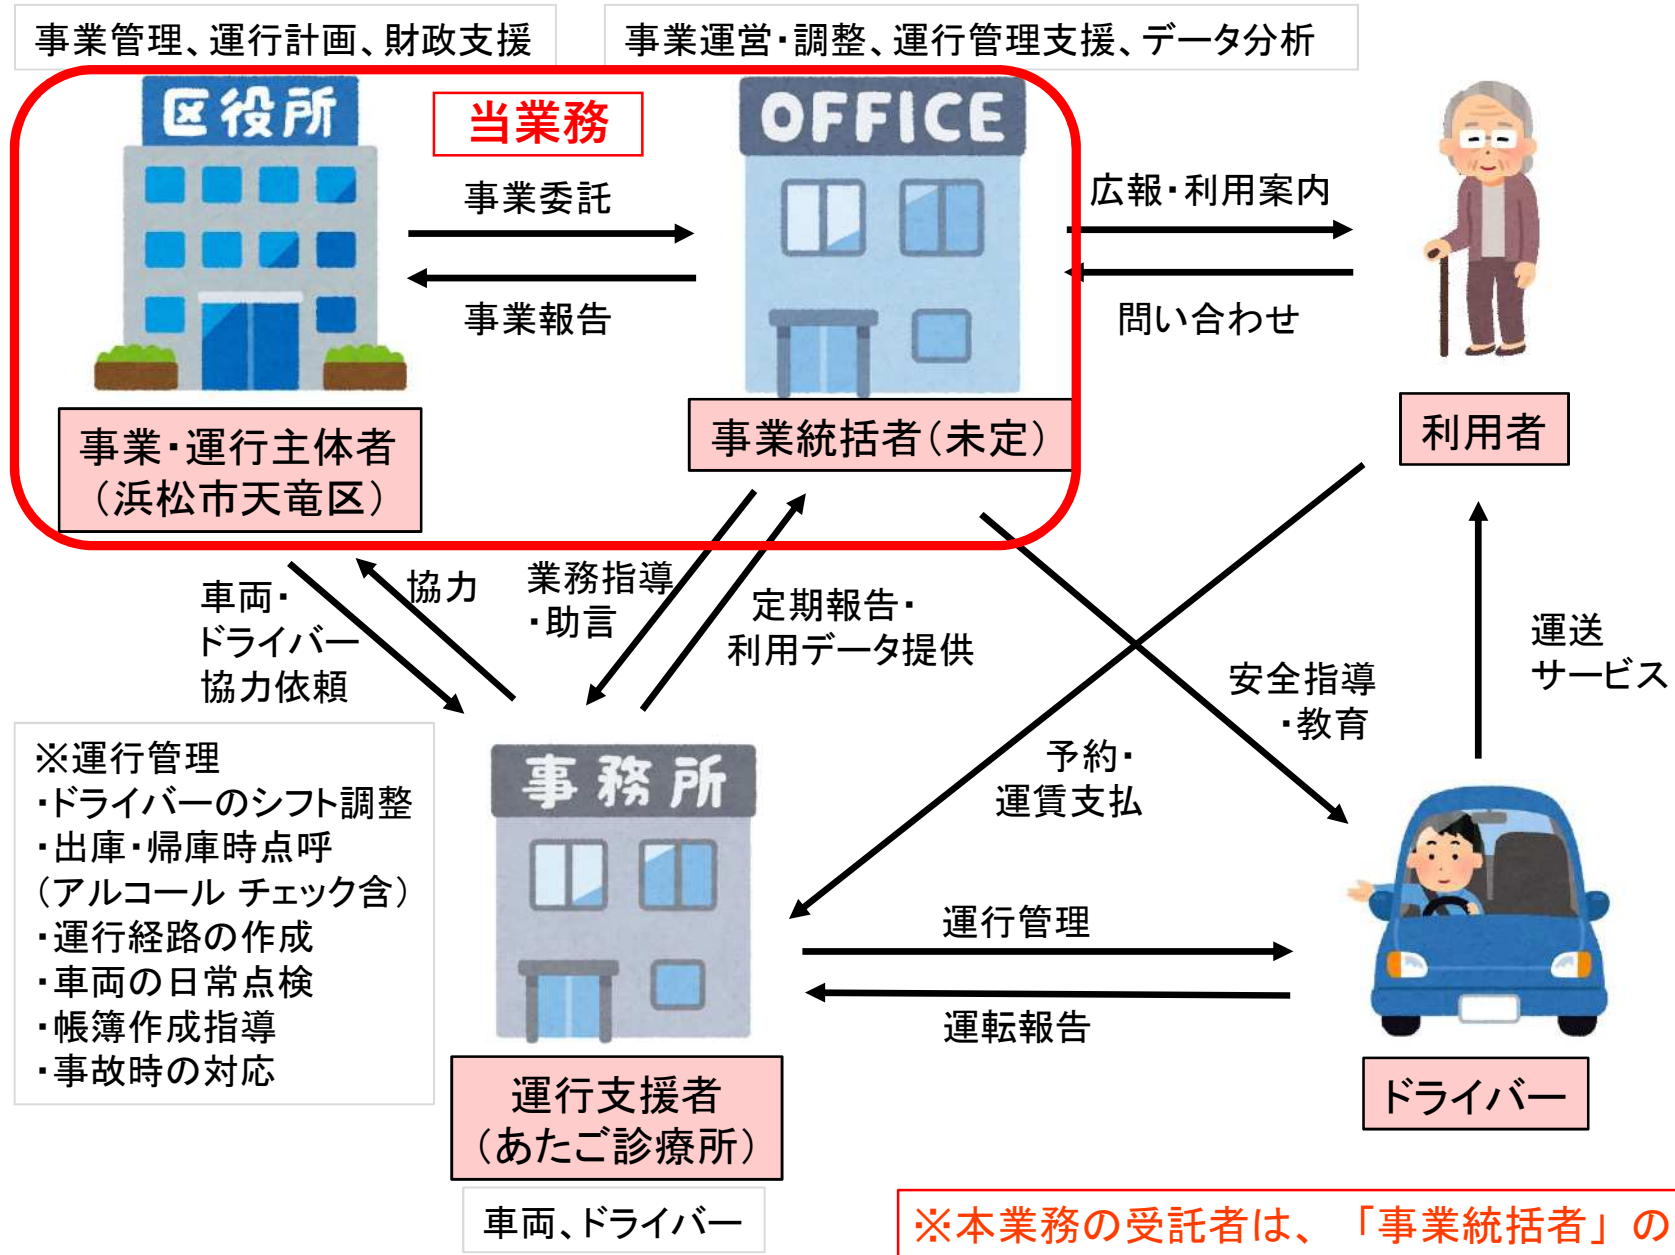 事業管理、運行計画、財政支援
事業運営・調整、運行管理支援、データ分析
区役所
当業務
OFFICE
事業委託
事業報告
広報・利用案内
問い合わせ
事業・運行主体者
（浜松市天竜区）
事業統括者（未定）
利用者
車両・
ドライバー
協力依頼
協力
業務指導
・助言
定期報告・
利用データ提供
安全指導
・教育
運送
サービス
予約・
運賃支払
※運行管理
・ドライバーのシフト調整
・出庫・帰庫時点呼
（アルコール チェック含）
・運行経路の作成
・車両の日常点検
・帳簿作成指導
・事故時の対応
事務所
運行管理
運転報告
運行支援者
（あたご診療所）
ドライバー
車両、ドライバー
※本業務の受託者は、「事業統括者」の